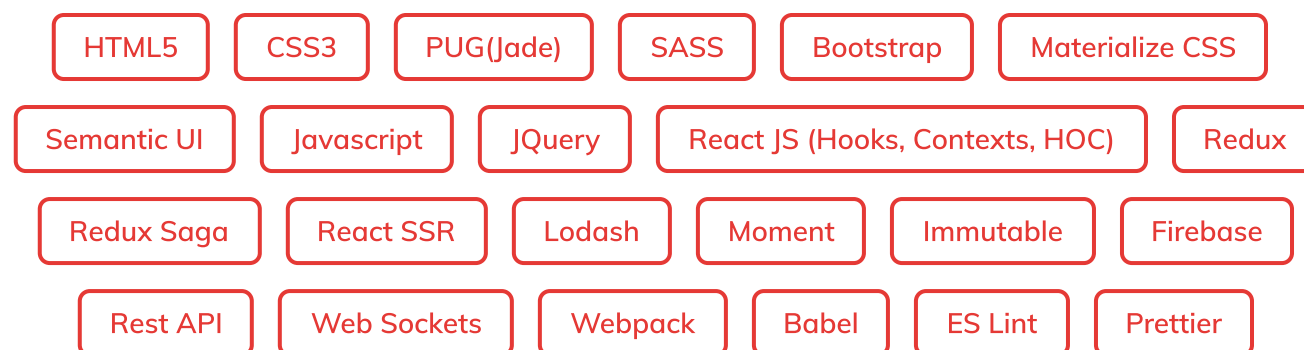 HTML5 CSS3 PUG(Jade) SASS Bootstrap Materialize CSS
Semantic UI Javascript JQuery React JS (Hooks, Contexts, HOC) Redux
Redux Saga React SSR Lodash Moment Immutable Firebase
Rest API Web Sockets Webpack Babel ES Lint Prettier